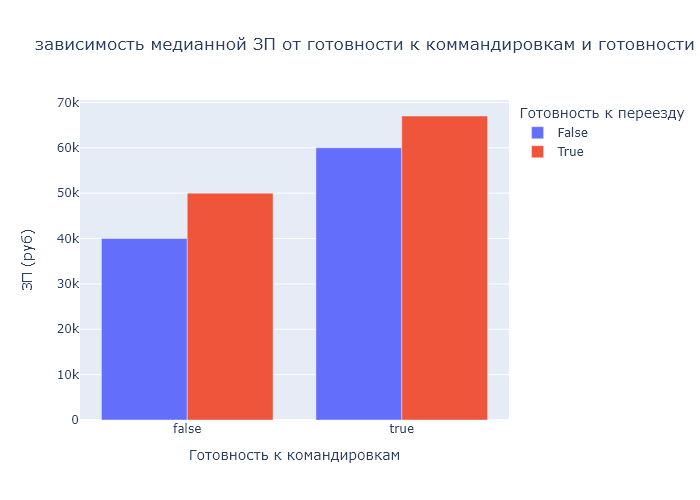 зависимость медианной ЗП от готовности к коммандировкам и готовности
70k
60k
50k
40k
30k
20k
10k
0
ЗП (руб)
false
true
Готовность к командировкам
Готовность к переезду
False
True